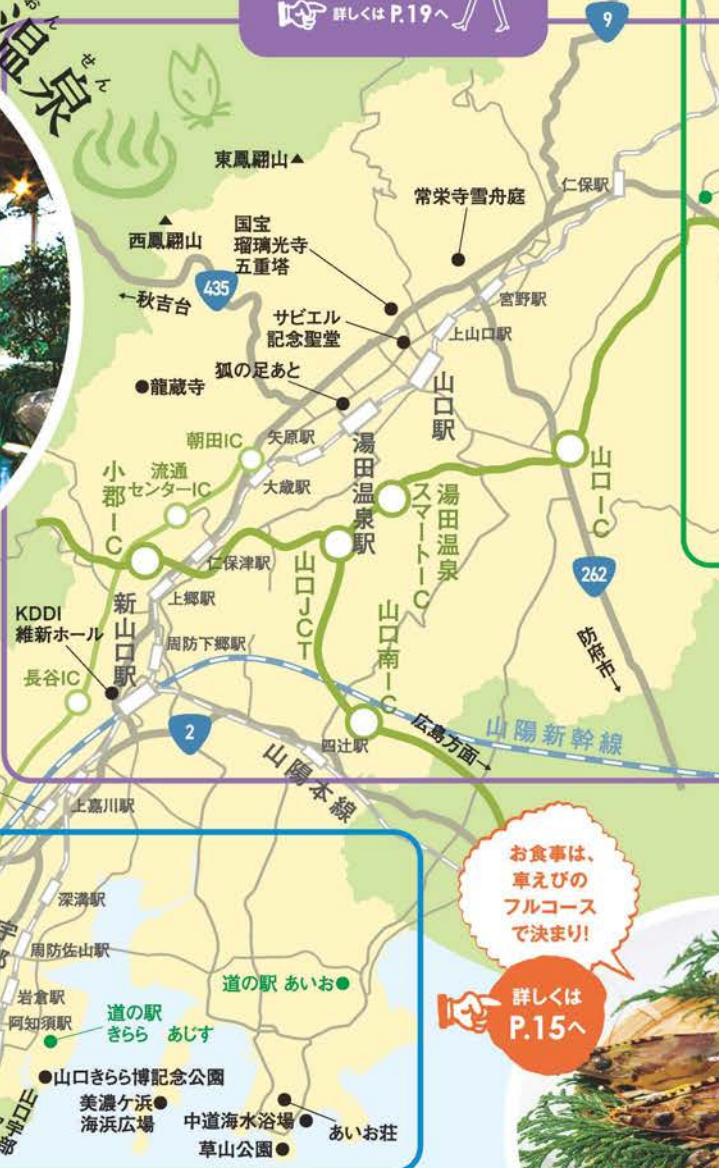 詳しくは P.19へ
温泉
おんせん
9
東鳳翩山▲
常栄寺雪舟庭
仁保駅
西鳳翩山
国宝
瑠璃光寺
五重塔
435
←秋吉台
宮野駅
サビエル
記念聖堂
上山口駅
狐の足あと
●龍蔵寺
山口駅
朝田IC
矢原駅
湯田温泉駅
小郡IC
流通
センターIC
大歳駅
湯田温泉
スマートIC
山口IC
仁保津駅
山口JCT
262
上郷駅
KDDI
維新ホール
新山口駅
周防下郷駅
山口南IC
防府市→
長谷IC
2
四辻駅
広島方面→
山陽新幹線
山陽本線
上嘉川駅
お食事は、
車えびの
フルコース
で決まり!
深溝駅
周防佐山駅
道の駅 あいお●
詳しくは
P.15へ
岩倉駅
阿知須駅
道の駅
きらら あじす
●山口きらら博記念公園
美濃ケ浜●
海浜広場
中道海水浴場●
あいお荘
草山公園●